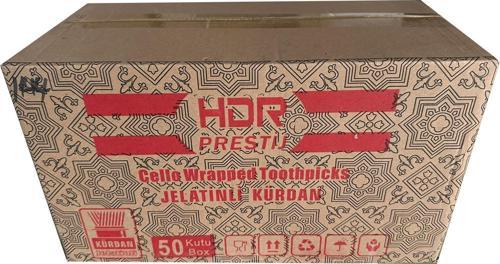 HDR
PRESTİJ
Cello Wrapped Toothpicks
JELATİNLİ KÜRDAN
KÜRDAN
50 Kutu
Box